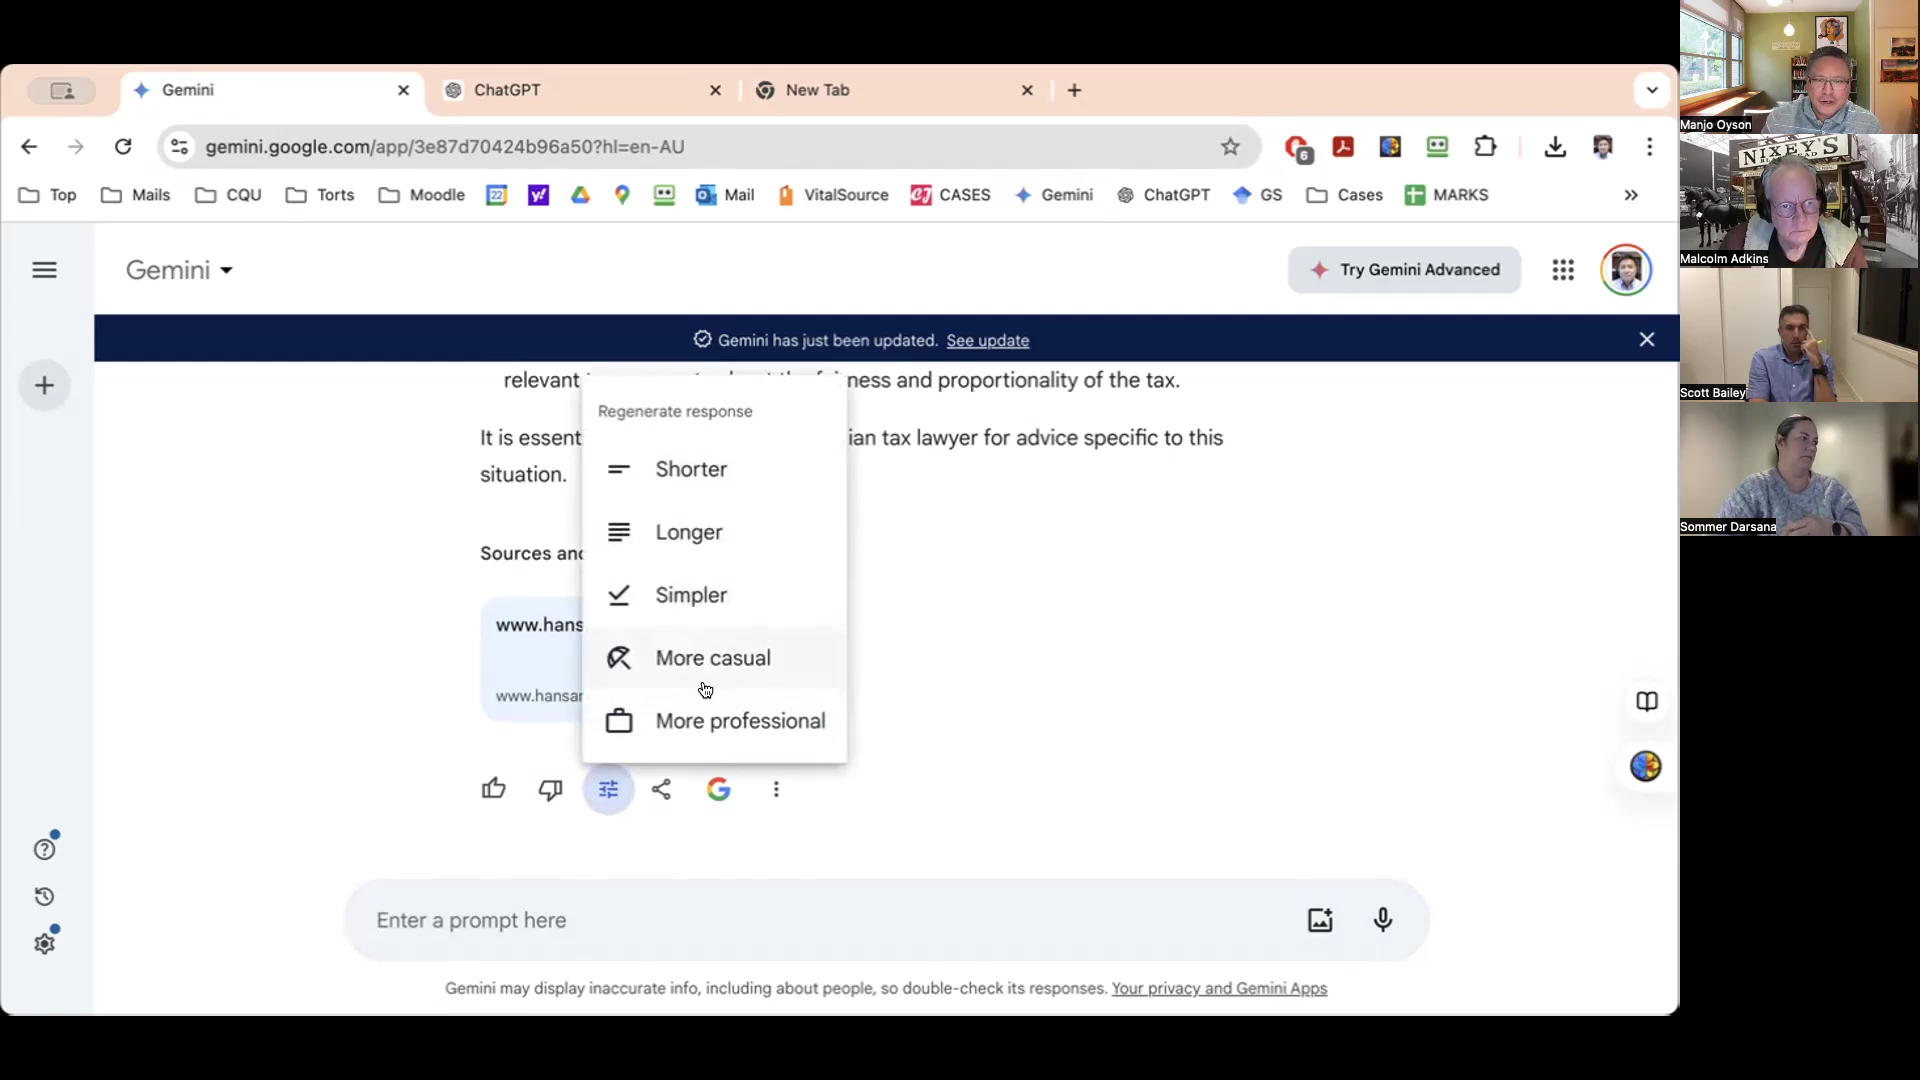 Gemini
ChatGPT
New Tab
gemini.google.com/app/3e87d70424b96a50?hl=en-AU
6
Top
Mails
CQU
Torts
Moodle
22
y!
Mail
VitalSource
CJ
CASES
Gemini
ChatGPT
GS
Cases
MARKS
Gemini
Try Gemini Advanced
Gemini has just been updated. See update
relevant
ness and proportionality of the tax.
Regenerate response
It is essent
ian tax lawyer for advice specific to this
situation.
Shorter
Longer
Sources and
Simpler
www.hans
More casual
www.hansar
More professional
Enter a prompt here
Gemini may display inaccurate info, including about people, so double-check its responses. Your privacy and Gemini Apps
Manjo Oyson
NIXEY'S
Malcolm Adkins
Scott Bailey
Sommer Darsana